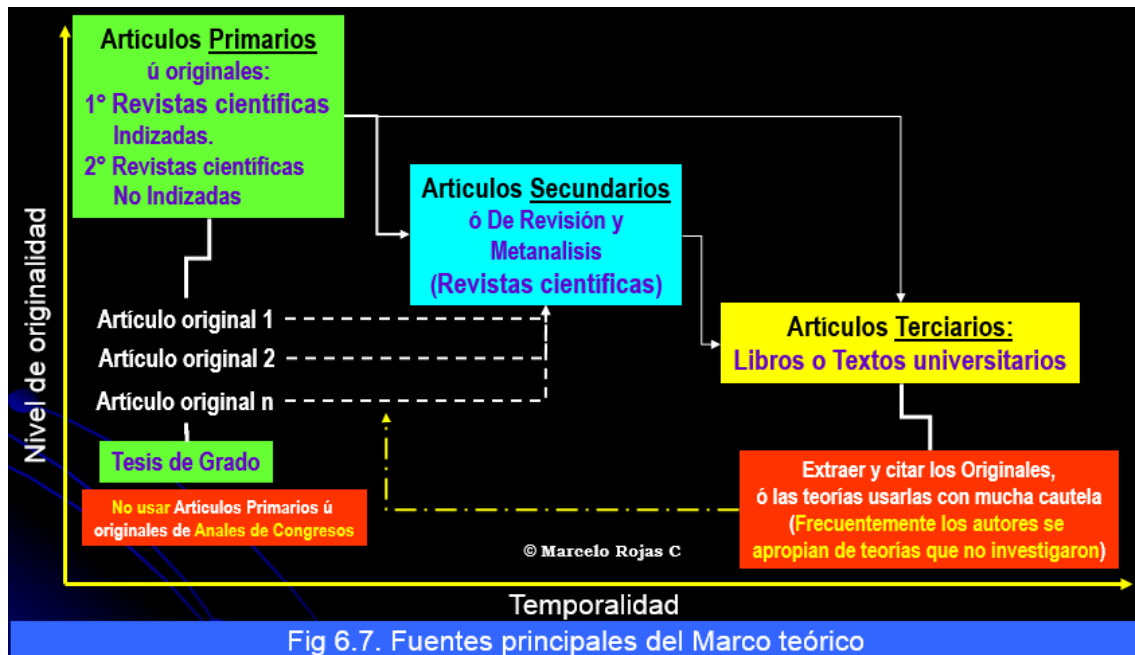 Artículos Primarios
ú originales:
1° Revistas científicas
Indizadas.
2° Revistas científicas
No Indizadas
Artículos Secundarios
ó De Revisión y
Metanalisis
(Revistas científicas)
Artículo original 1
Artículo original 2
Artículo original n
Artículos Terciarios:
Libros o Textos universitarios
Tesis de Grado
No usar Artículos Primarios ú
originales de Anales de Congresos
Extraer y citar los Originales,
ó las teorías usarlas con mucha cautela
(Frecuentemente los autores se
apropian de teorías que no investigaron)
© Marcelo Rojas C
Nivel de originalidad
Temporalidad
Fig 6.7. Fuentes principales del Marco teórico